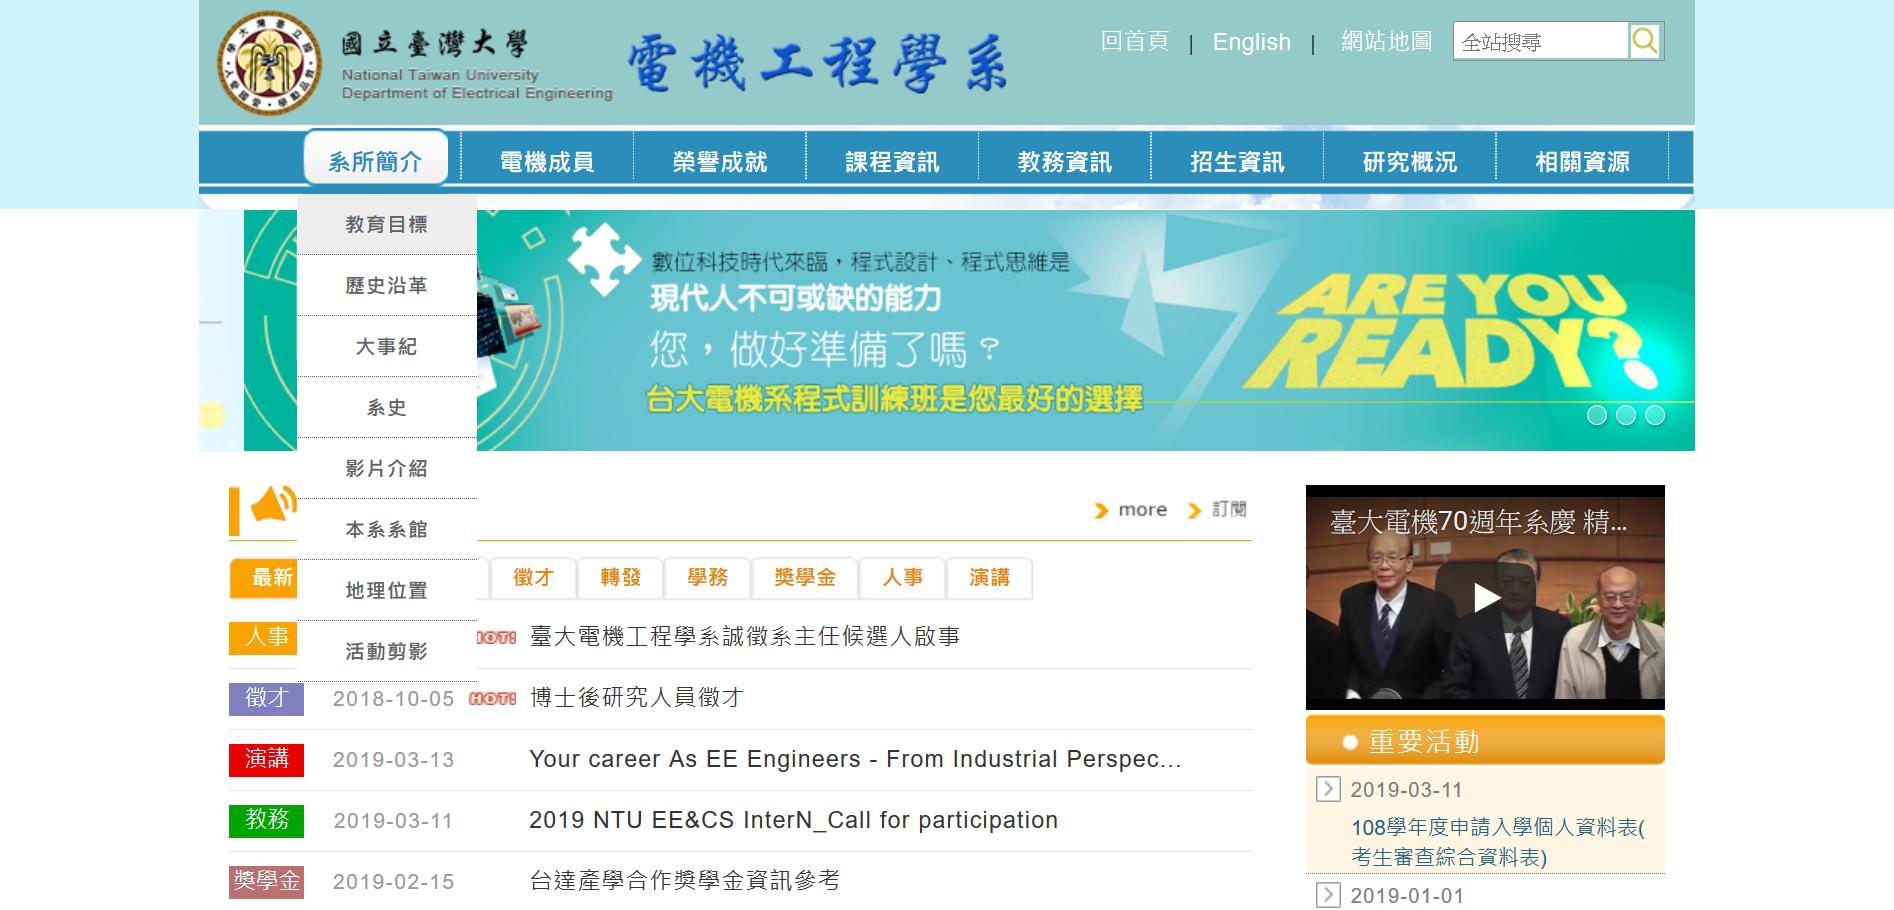 國立臺灣大學
National Taiwan University
Department of Electrical Engineering
電機工程學系
回首頁 | English | 網站地圖
全站搜尋
系所簡介 電機成員 榮譽成就 課程資訊 教務資訊 招生資訊 研究概況 相關資源
教育目標
歷史沿革
大事紀
系史
影片介紹
本系系館
地理位置
活動剪影
數位科技時代來臨，程式設計、程式思維是
現代人不可或缺的能力
您，做好準備了嗎？
台大電機系程式訓練班是您最好的選擇
ARE YOU
READY?
more 訂閱
最新 徵才 轉發 學務 獎學金 人事 演講
人事 HOT! 臺大電機工程學系誠徵系主任候選人啟事
徵才 2018-10-05 HOT! 博士後研究人員徵才
演講 2019-03-13 Your career As EE Engineers - From Industrial Perspec...
教務 2019-03-11 2019 NTU EE&CS InterN_Call for participation
獎學金 2019-02-15 台達產學合作獎學金資訊參考
臺大電機70週年系慶 精...
重要活動
2019-03-11
108學年度申請入學個人資料表(
考生審查綜合資料表)
2019-01-01